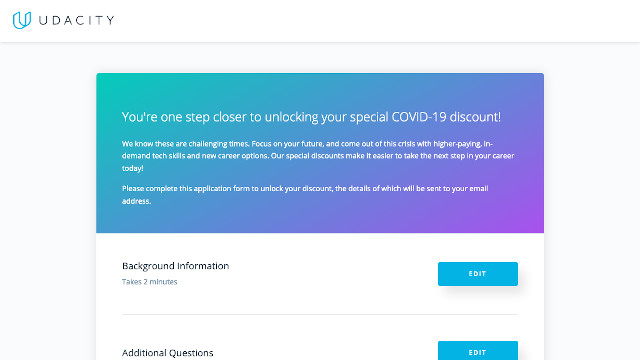 UDACITY
You're one step closer to unlocking your special COVID-19 discount!
We know these are challenging times. Focus on your future, and come out of this crisis with higher-paying, in-
demand tech skills and new career options. Our special discounts make it easier to take the next step in your career
today!
Please complete this application form to unlock your discount, the details of which will be sent to your email
address.
Background Information
EDIT
Takes 2 minutes
Additional Questions
EDIT